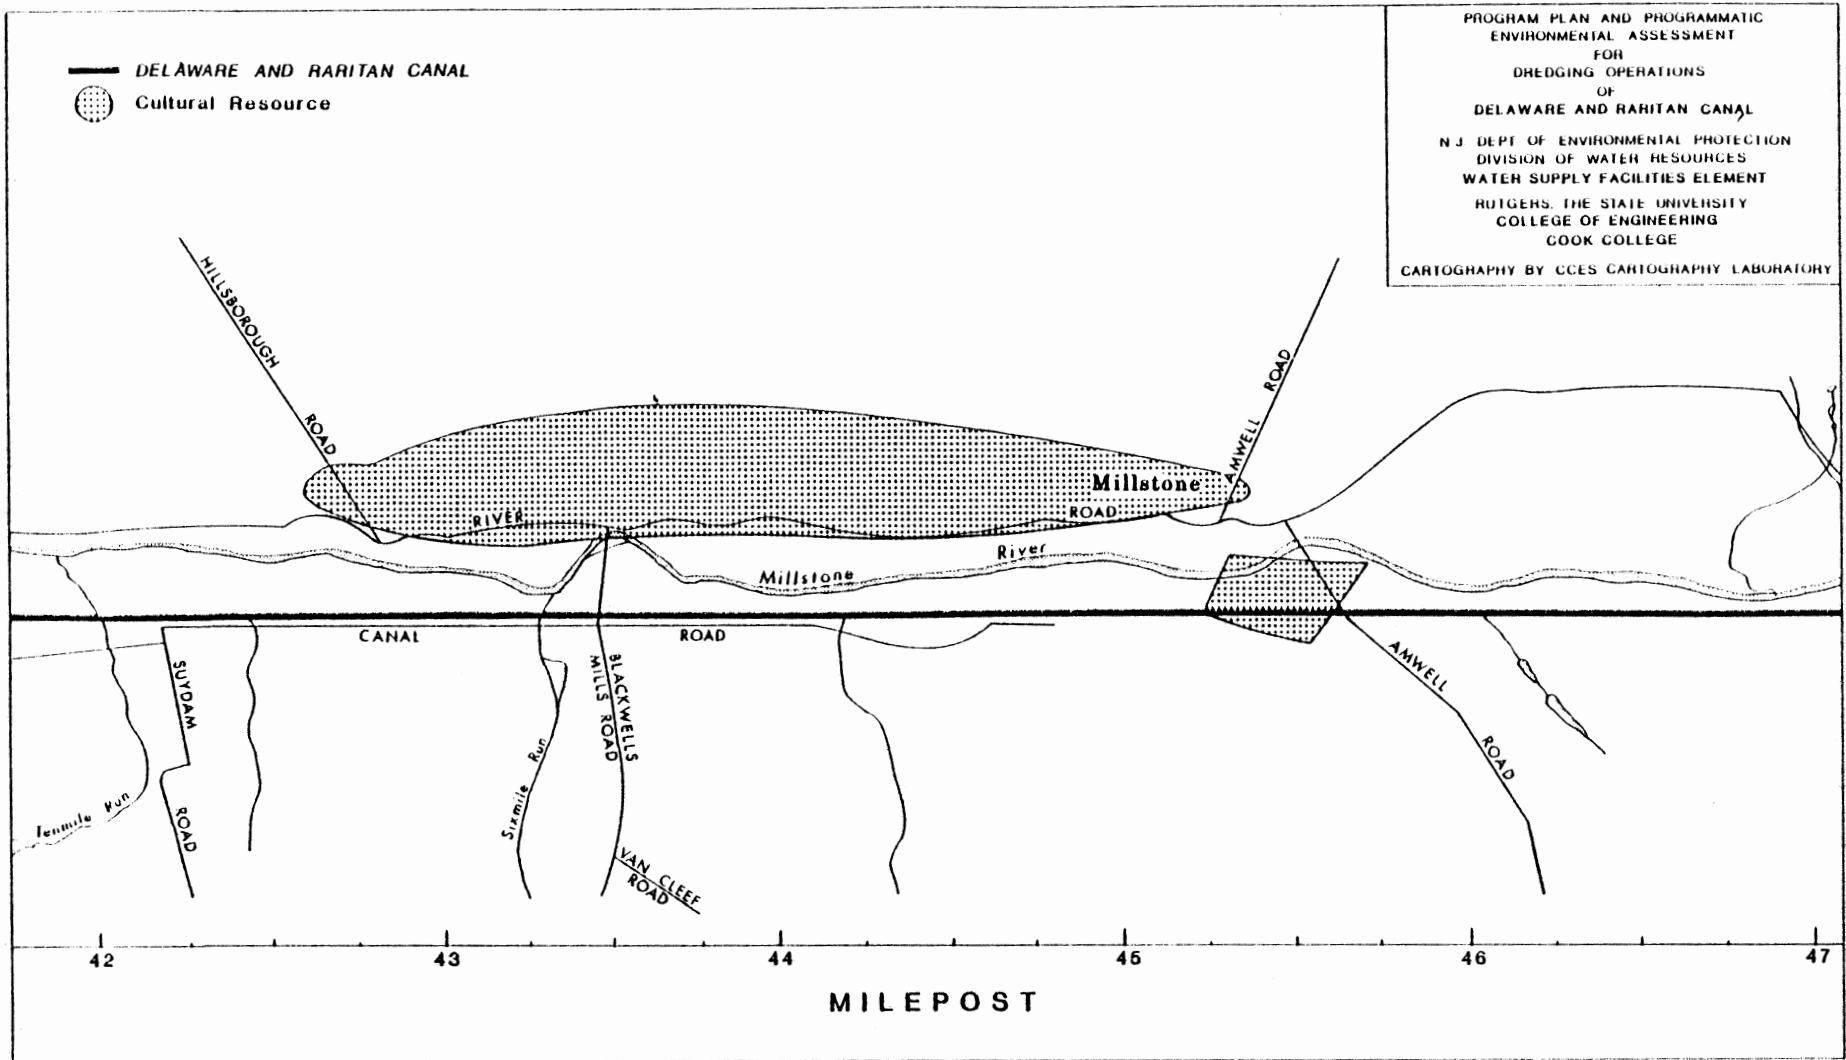 DELAWARE AND RARITAN CANAL
Cultural Resource
PROGRAM PLAN AND PROGRAMMATIC
ENVIRONMENTAL ASSESSMENT
FOR
DREDGING OPERATIONS
OF
DELAWARE AND RARITAN CANAL
N J. DEPT OF ENVIRONMENTAL PROTECTION
DIVISION OF WATER RESOURCES
WATER SUPPLY FACILITIES ELEMENT
RUTGERS, THE STATE UNIVERSITY
COLLEGE OF ENGINEERING
COOK COLLEGE
CARTOGRAPHY BY CCES CARTOGRAPHY LABORATORY
HILLSBOROUGH
ROAD
AMWELL ROAD
Millstone
RIVER
ROAD
Millstone River
CANAL ROAD
SUYDAM
ROAD
Tenmile Run
Sixmile Run
BLACKWELLS
MILLS ROAD
VAN CLEEF
ROAD
AMWELL
ROAD
42 43 44 45 46 47
MILEPOST